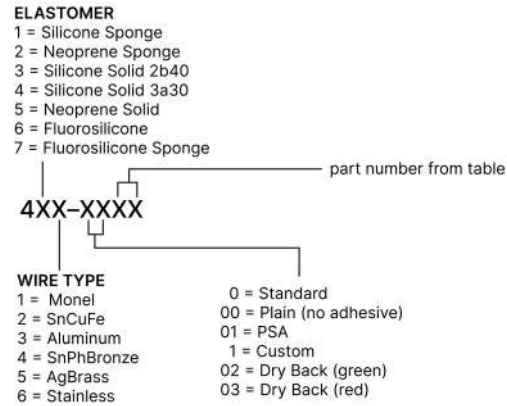 ELASTOMER
1 = Silicone Sponge
2 = Neoprene Sponge
3 = Silicone Solid 2b40
4 = Silicone Solid 3a30
5 = Neoprene Solid
6 = Fluorosilicone
7 = Fluorosilicone Sponge
part number from table
4XX–XXXX
WIRE TYPE
1 = Monel
2 = SnCuFe
3 = Aluminum
4 = SnPhBronze
5 = AgBrass
6 = Stainless
0 = Standard
00 = Plain (no adhesive)
01 = PSA
1 = Custom
02 = Dry Back (green)
03 = Dry Back (red)